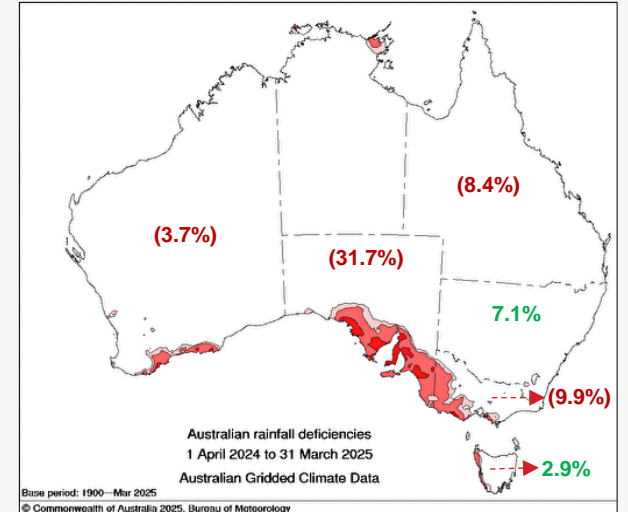 (8.4%)
(3.7%)
(31.7%)
7.1%
(9.9%)
Australian rainfall deficiencies
1 April 2024 to 31 March 2025
2.9%
Australian Gridded Climate Data
Base period: 1900—Mar 2025
© Commonwealth of Australia 2025, Bureau of Meteorology